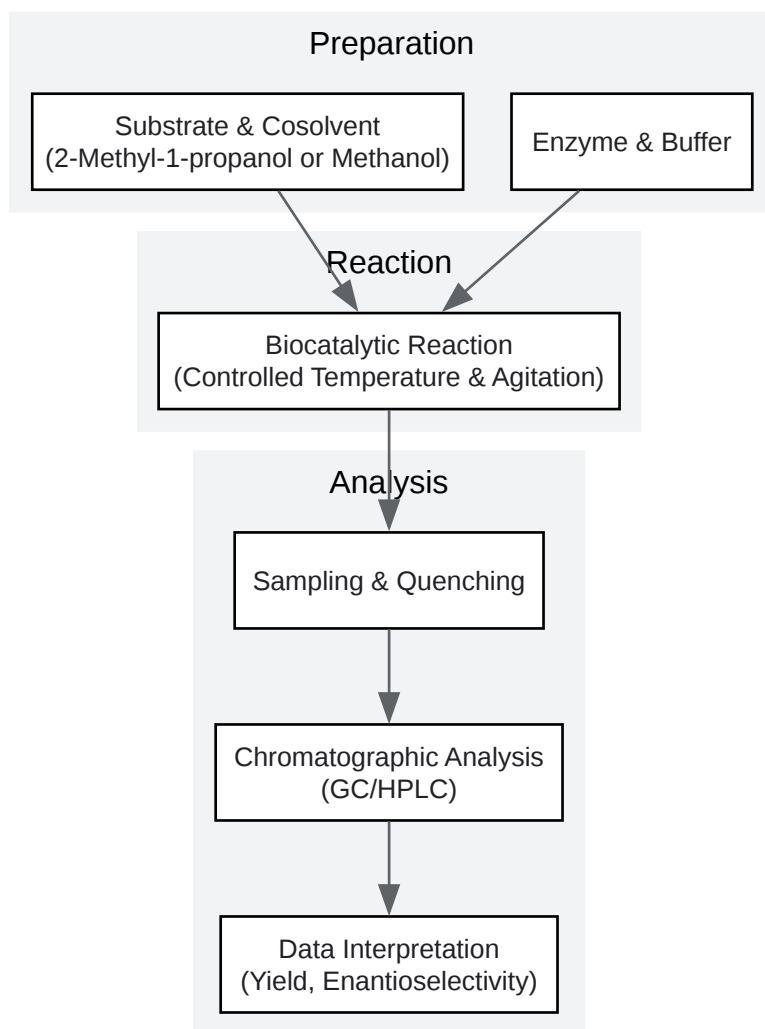 Preparation
Substrate & Cosolvent
(2-Methyl-1-propanol or Methanol)
Enzyme & Buffer
Reaction
Biocatalytic Reaction
(Controlled Temperature & Agitation)
Analysis
Sampling & Quenching
Chromatographic Analysis
(GC/HPLC)
Data Interpretation
(Yield, Enantioselectivity)